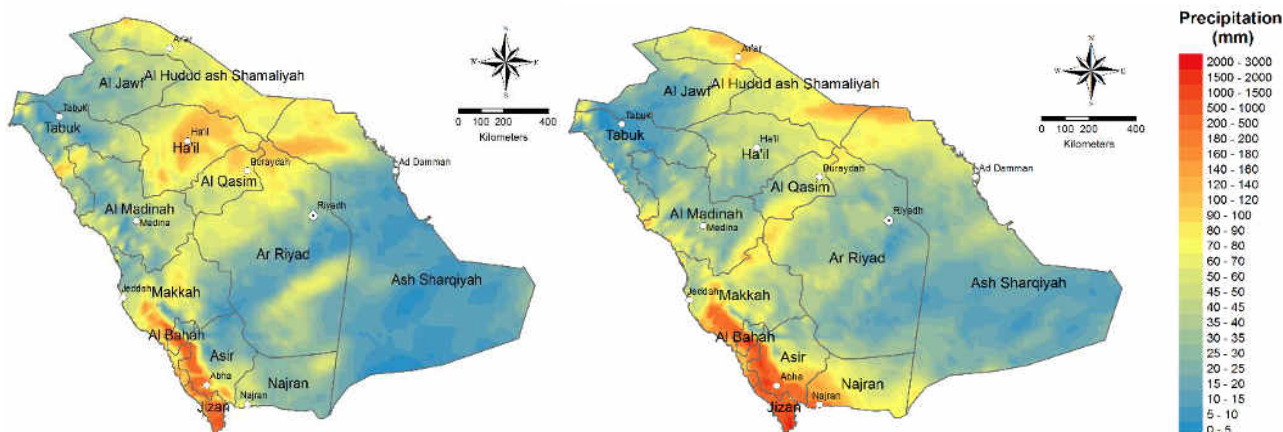 Ar'ar
Al Jawf
Al Hudud ash Shamaliyah
Tabuk
Tabuk
Ha'il
Ha'il
Buraydah
Al Qasim
Ad Damman
Al Madinah
Medina
Riyadh
Ar Riyad
Ash Sharqiyah
Jeddah
Makkah
Al Bahah
Asir
Abha
Najran
Najran
Jizan
N
W E
S
0 100 200 400
Kilometers
Ar'ar
Al Jawf
Al Hudud ash Shamaliyah
Tabuk
Tabuk
Ha'il
Ha'il
Buraydah
Al Qasim
Ad Damman
Al Madinah
Medina
Riyadh
Ar Riyad
Ash Sharqiyah
Jeddah
Makkah
Al Bahah
Asir
Abha
Najran
Najran
Jizan
N
W E
S
0 100 200 400
Kilometers
Precipitation
(mm)
2000 - 3000
1500 - 2000
1000 - 1500
500 - 1000
200 - 500
180 - 200
160 - 180
140 - 160
120 - 140
100 - 120
90 - 100
80 - 90
70 - 80
60 - 70
50 - 60
45 - 50
40 - 45
35 - 40
30 - 35
25 - 30
20 - 25
15 - 20
10 - 15
5 - 10
0 - 5